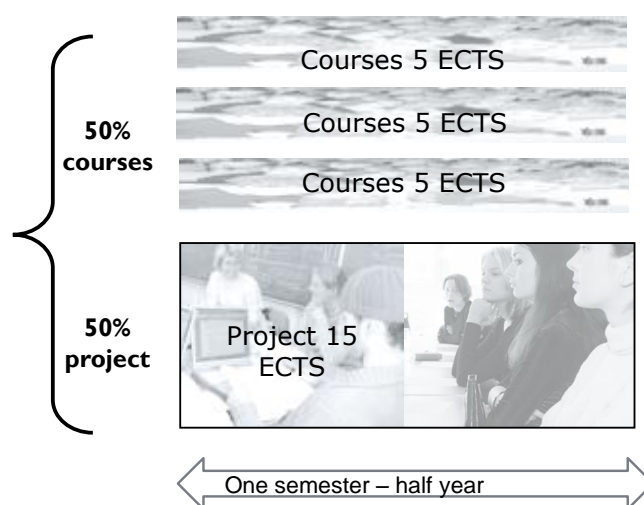 Courses 5 ECTS
50%
courses
Courses 5 ECTS
Courses 5 ECTS
50%
project
Project 15
ECTS
One semester – half year